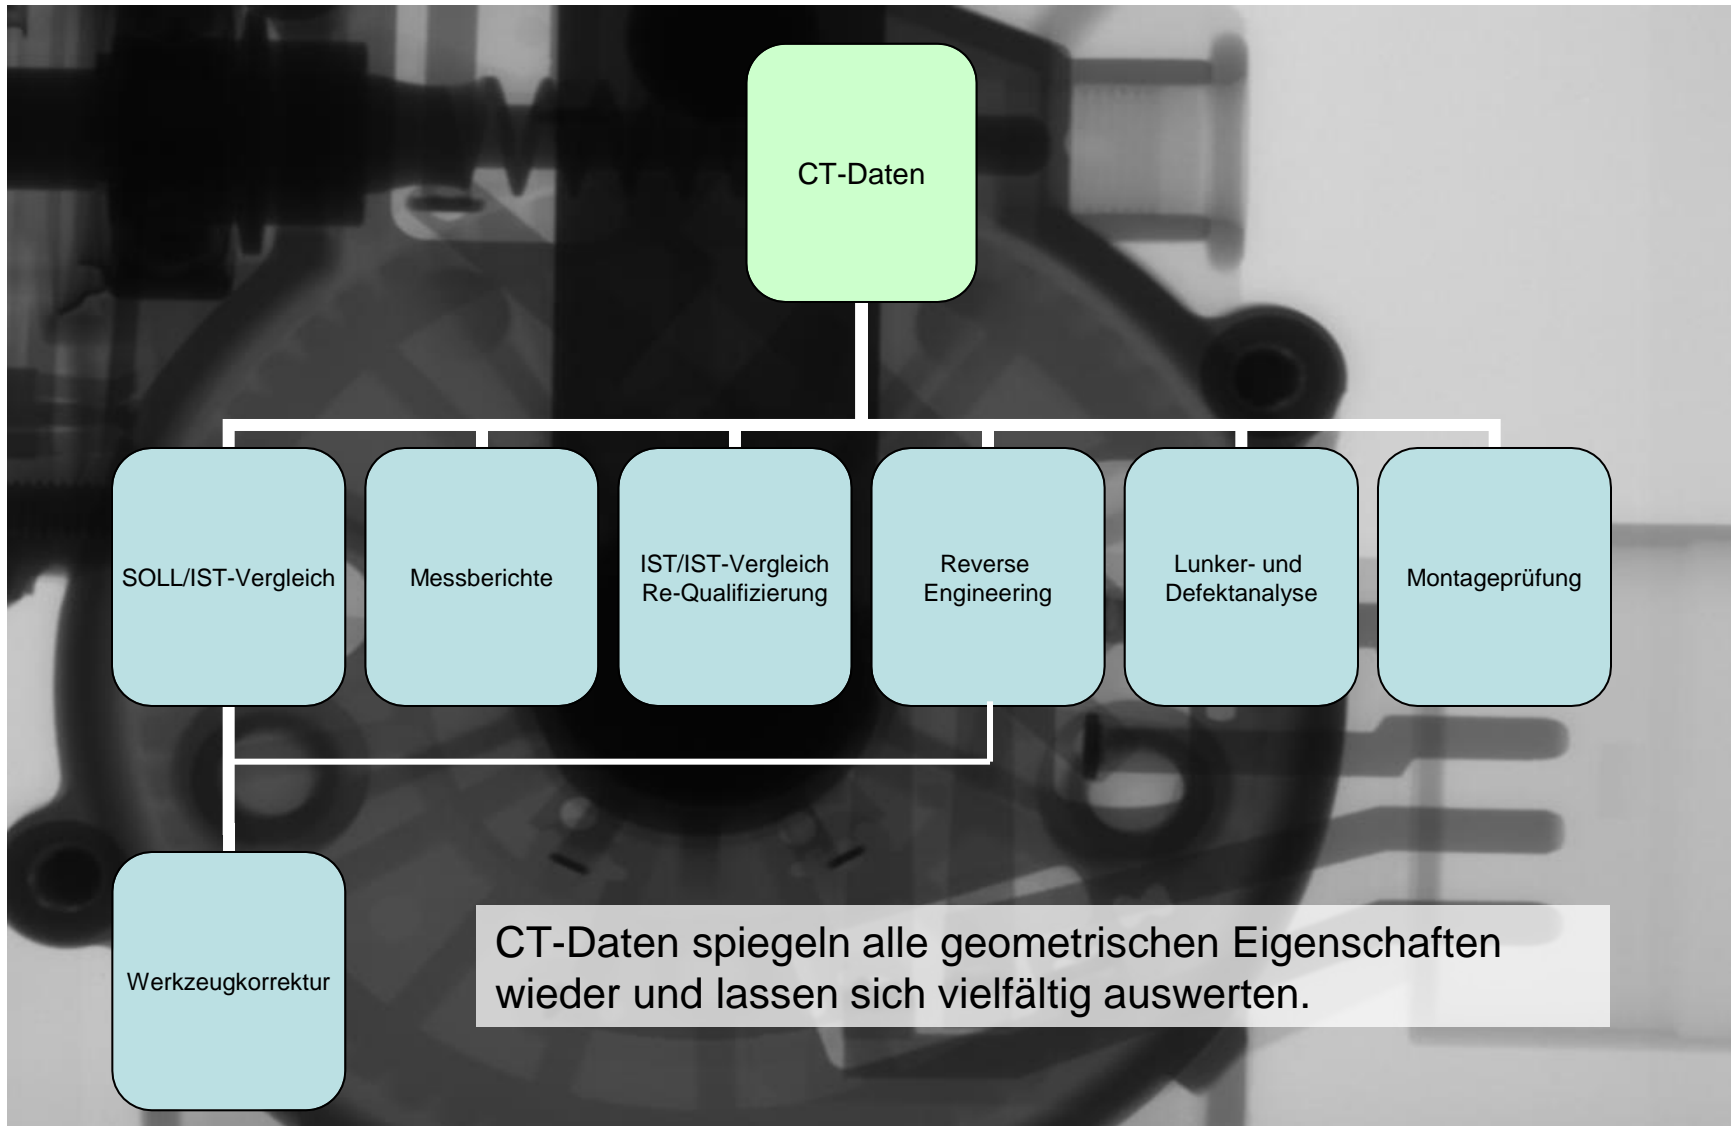 CT-Daten
SOLL/IST-Vergleich
Messberichte
IST/IST-Vergleich
Re-Qualifizierung
Reverse
Engineering
Lunker- und
Defektanalyse
Montageprüfung
Werkzeugkorrektur
CT-Daten spiegeln alle geometrischen Eigenschaften
wieder und lassen sich vielfältig auswerten.